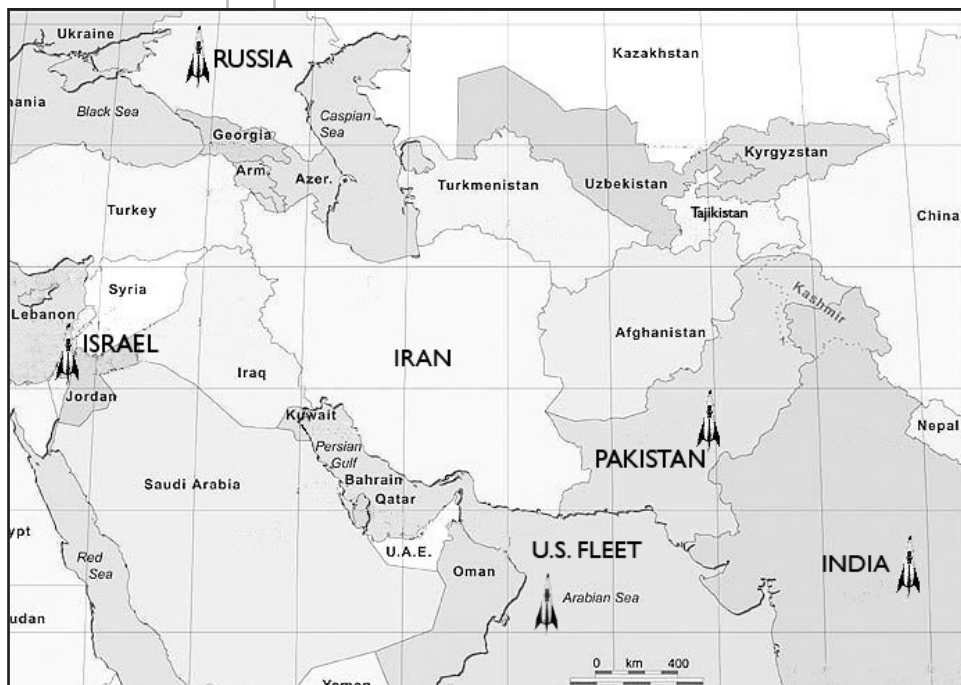 Ukraine
RUSSIA
Kazakhstan
mania
Black Sea
Caspian
Sea
Georgia
Kyrgyzstan
Arm.
Azer.
Turkmenistan
Uzbekistan
Turkey
Tajikistan
China
Syria
Kashmir
Lebanon
ISRAEL
Afghanistan
IRAN
Iraq
Jordan
Kuwait
Nepal
Persian
Gulf
PAKISTAN
Bahrain
Saudi Arabia
Qatar
ypt
U.A.E.
U.S. FLEET
Red
Sea
Oman
INDIA
Arabian Sea
udan
0 km 400
Yemen